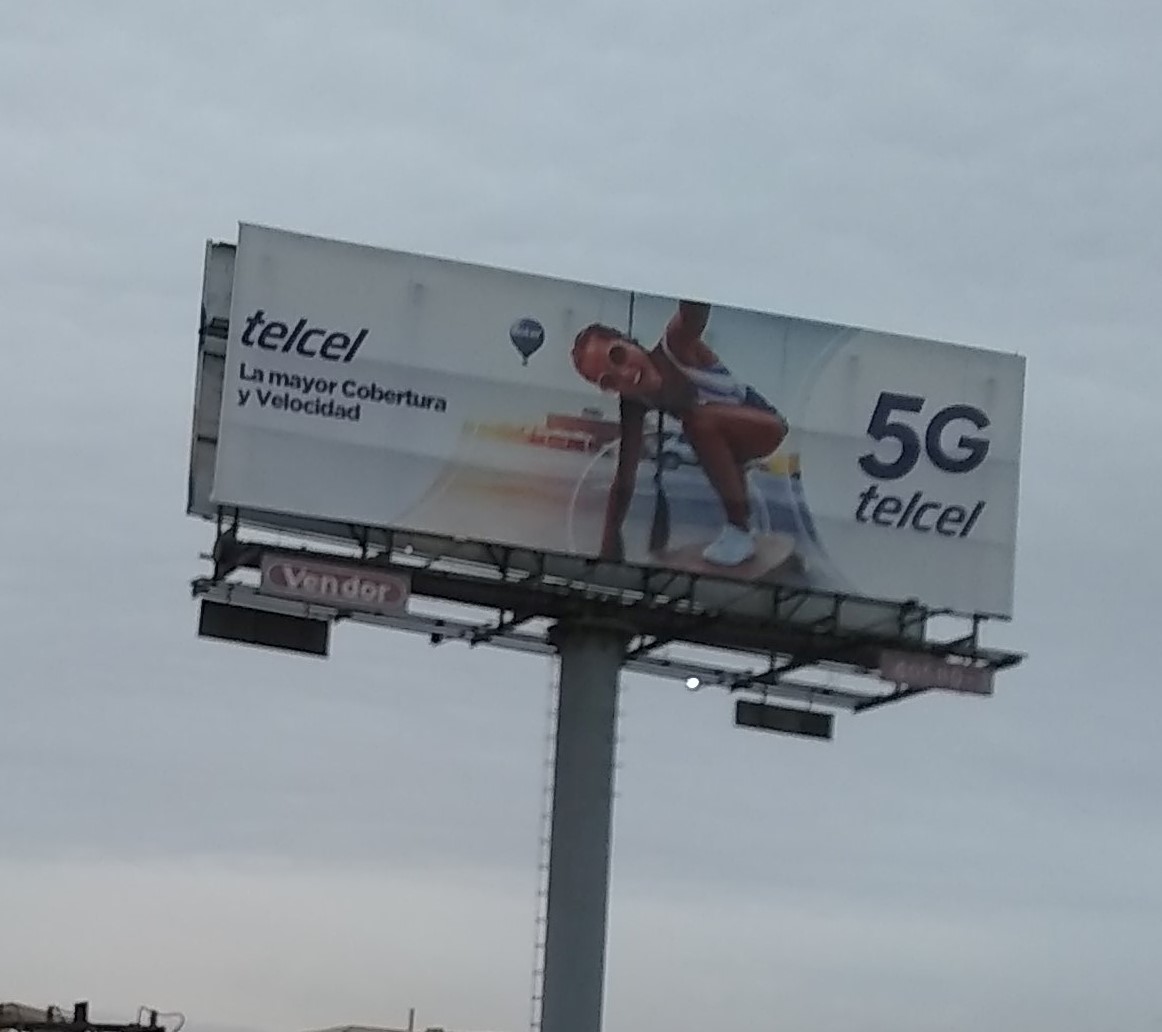 telcel
La mayor Cobertura
y Velocidad
5G
telcel
Vendor